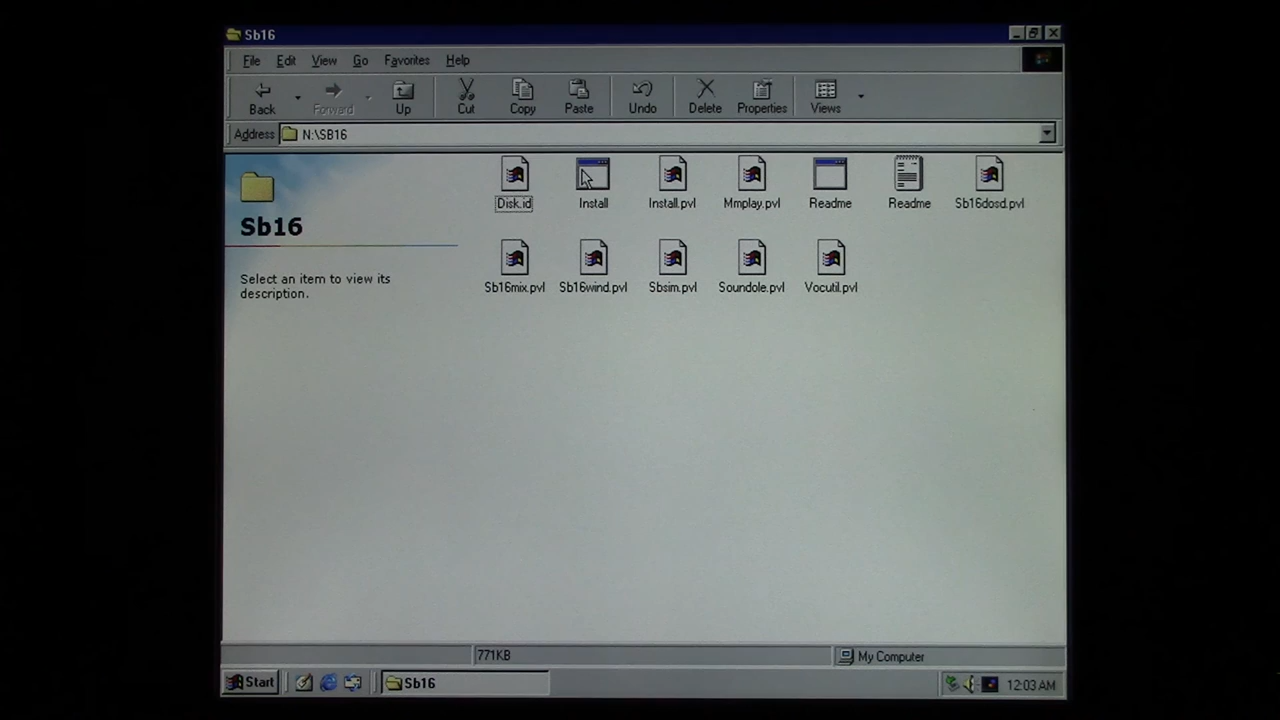 Sb16
File Edit View Go Favorites Help
Back Forward Up Cut Copy Paste Undo Delete Properties Views
Address N:\SB16
Disk.id Install Install.pvl Mmplay.pvl Readme Readme Sb16dosd.pvl
Sb16
Select an item to view its
description.
Sb16mix.pvl Sb16wind.pvl Sbsim.pvl Soundole.pvl Vocutil.pvl
771KB My Computer
Start Sb16 12:03 AM